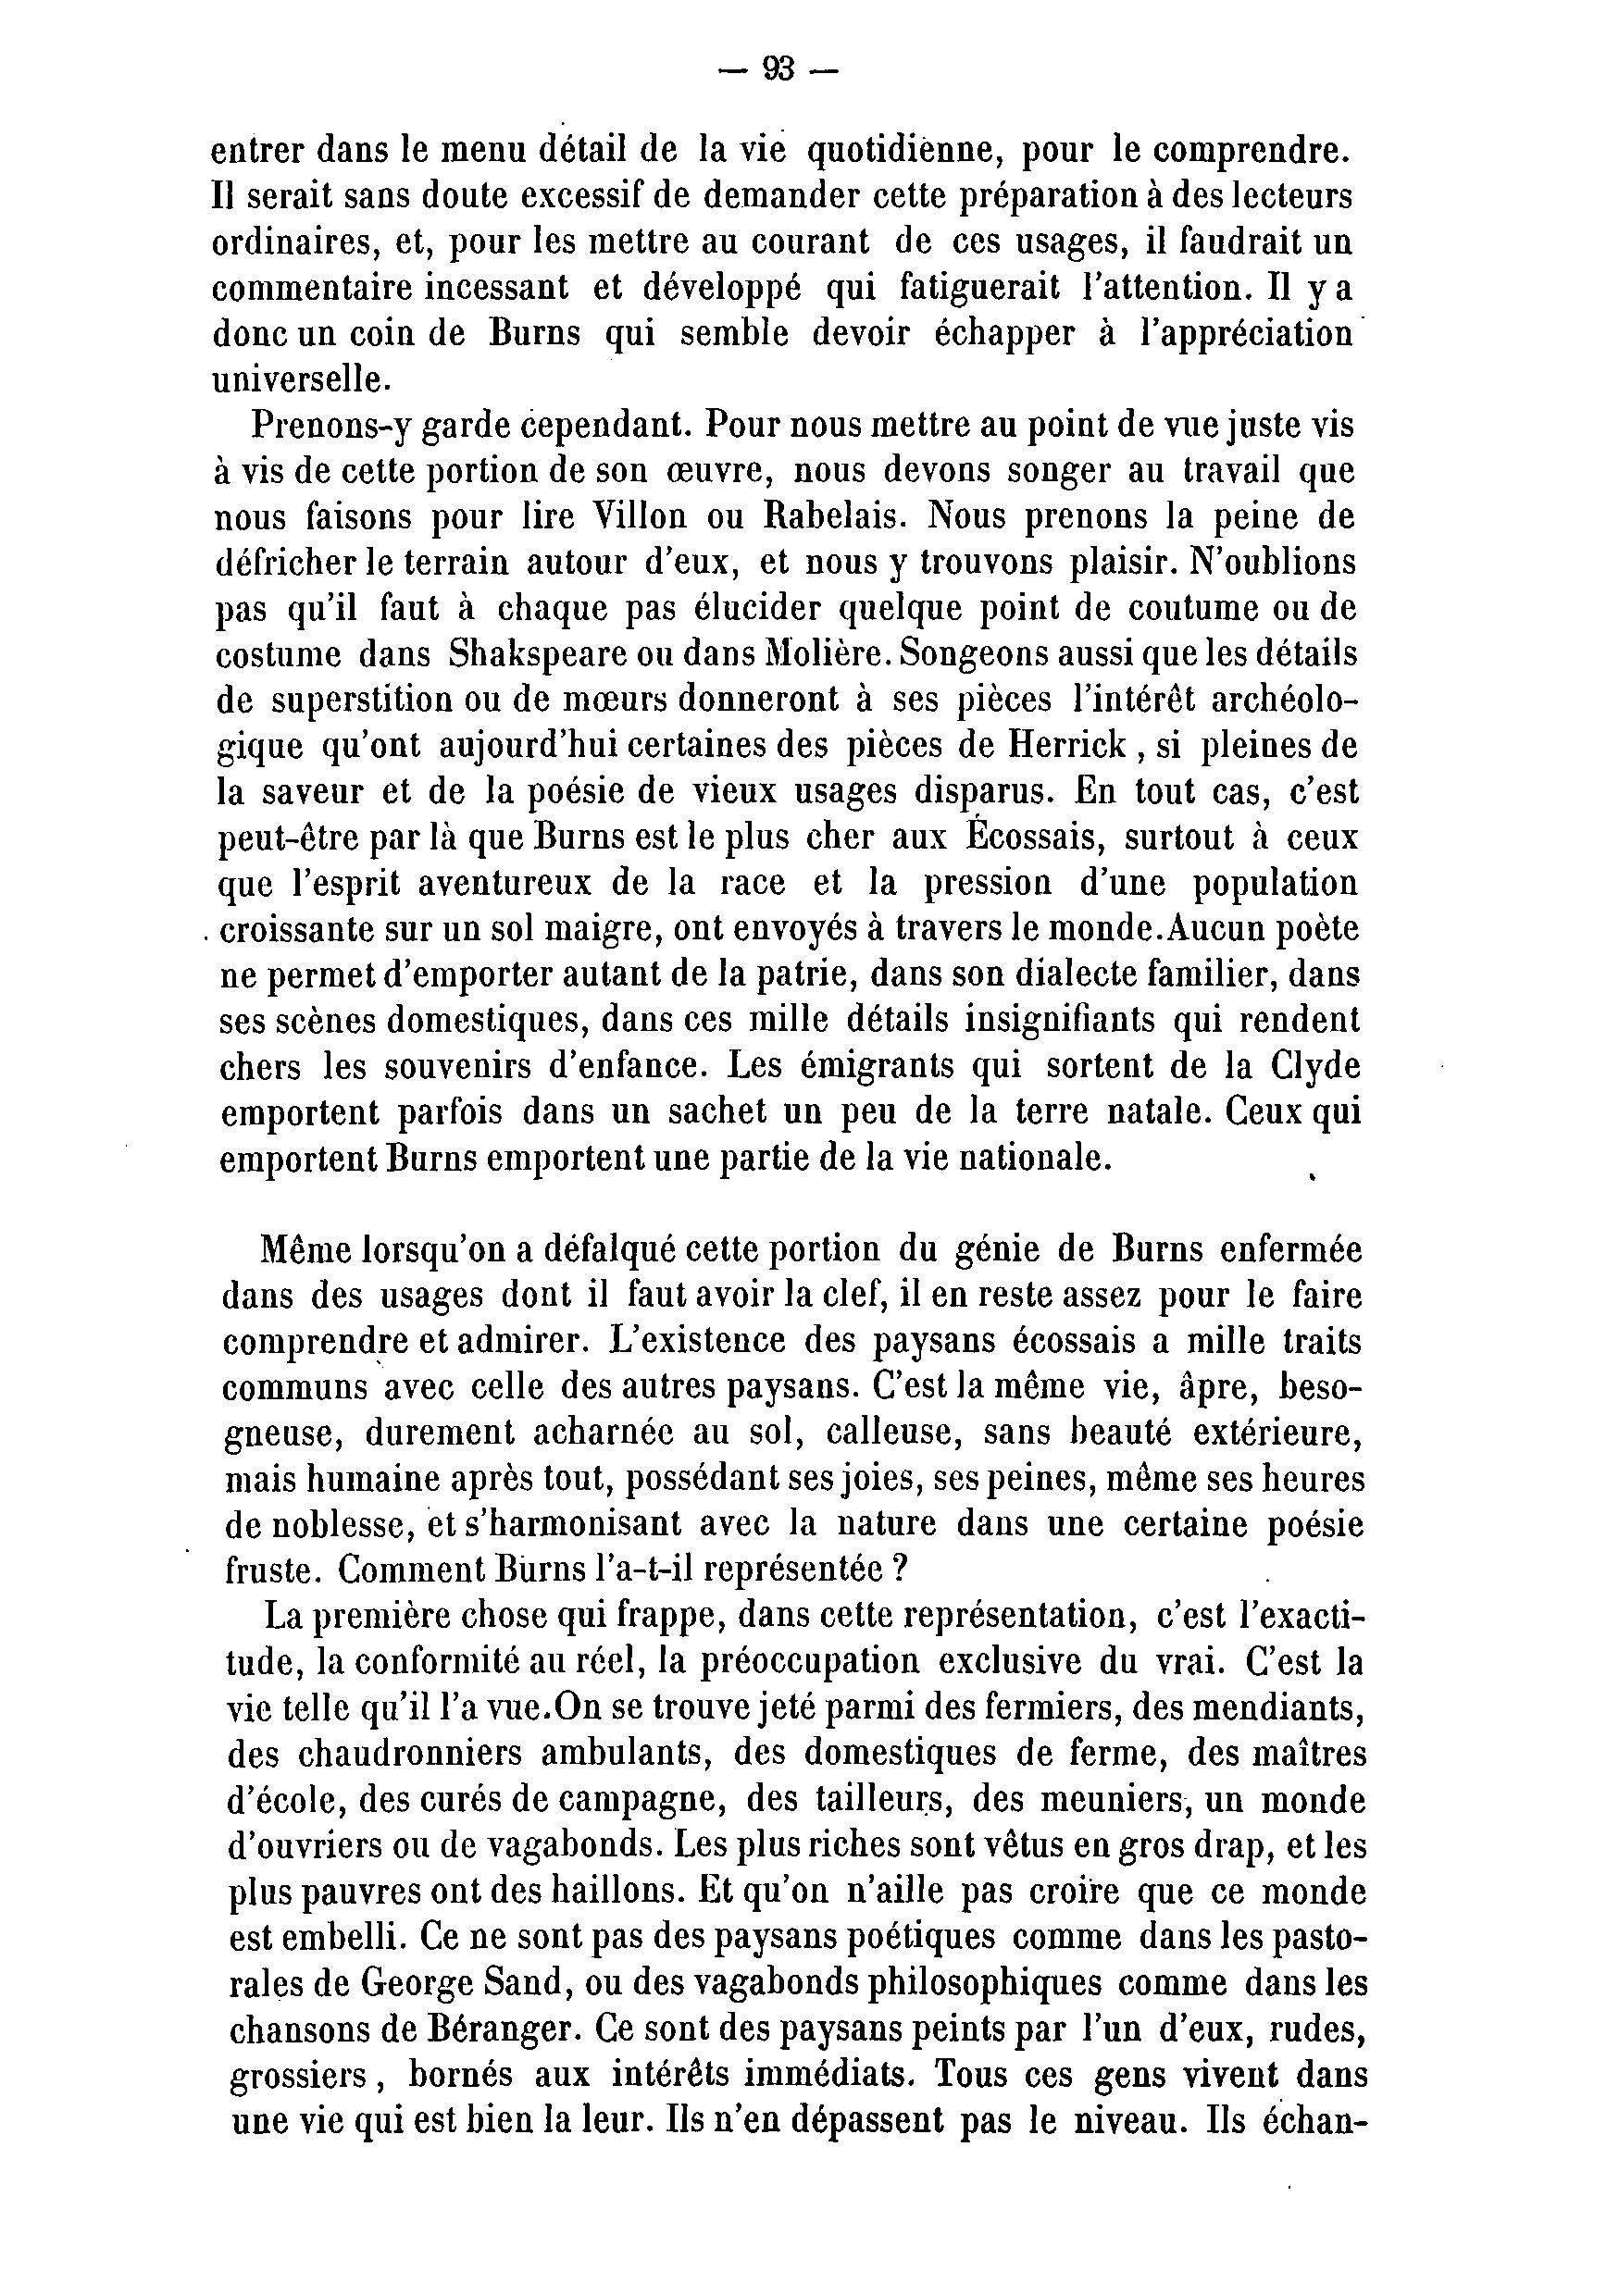 — 93 —
entrer dans le menu détail de la vie quotidienne, pour le comprendre.
Il serait sans doute excessif de demander cette préparation à des lecteurs
ordinaires, et, pour les mettre au courant de ces usages, il faudrait un
commentaire incessant et développé qui fatiguerait l'attention. Il y a
donc un coin de Burns qui semble devoir échapper à l'appréciation
universelle.
Prenons-y garde cependant. Pour nous mettre au point de vue juste vis
à vis de cette portion de son œuvre, nous devons songer au travail que
nous faisons pour lire Villon ou Rabelais. Nous prenons la peine de
défricher le terrain autour d'eux, et nous y trouvons plaisir. N'oublions
pas qu'il faut à chaque pas élucider quelque point de coutume ou de
costume dans Shakspeare ou dans Molière. Songeons aussi que les détails
de superstition ou de mœurs donneront à ses pièces l'intérêt archéolo-
gique qu'ont aujourd'hui certaines des pièces de Herrick , si pleines de
la saveur et de la poésie de vieux usages disparus. En tout cas, c'est
peut-être par là que Burns est le plus cher aux Écossais, surtout à ceux
que l'esprit aventureux de la race et la pression d'une population
croissante sur un sol maigre, ont envoyés à travers le monde. Aucun poète
ne permet d'emporter autant de la patrie, dans son dialecte familier, dans
ses scènes domestiques, dans ces mille détails insignifiants qui rendent
chers les souvenirs d'enfance. Les émigrants qui sortent de la Clyde
emportent parfois dans un sachet un peu de la terre natale. Ceux qui
emportent Burns emportent une partie de la vie nationale.
Même lorsqu'on a défalqué cette portion du génie de Burns enfermée
dans des usages dont il faut avoir la clef, il en reste assez pour le faire
comprendre et admirer. L'existence des paysans écossais a mille traits
communs avec celle des autres paysans. C'est la même vie, âpre, beso-
gneuse, durement acharnée au sol, calleuse, sans beauté extérieure,
mais humaine après tout, possédant ses joies, ses peines, même ses heures
de noblesse, et s'harmonisant avec la nature dans une certaine poésie
fruste. Comment Burns l'a-t-il représentée ?
La première chose qui frappe, dans cette représentation, c'est l'exacti-
tude, la conformité au réel, la préoccupation exclusive du vrai. C'est la
vie telle qu'il l'a vue. On se trouve jeté parmi des fermiers, des mendiants,
des chaudronniers ambulants, des domestiques de ferme, des maîtres
d'école, des curés de campagne, des tailleurs, des meuniers, un monde
d'ouvriers ou de vagabonds. Les plus riches sont vêtus en gros drap, et les
plus pauvres ont des haillons. Et qu'on n'aille pas croire que ce monde
est embelli. Ce ne sont pas des paysans poétiques comme dans les pasto-
rales de George Sand, ou des vagabonds philosophiques comme dans les
chansons de Béranger. Ce sont des paysans peints par l'un d'eux, rudes,
grossiers , bornés aux intérêts immédiats. Tous ces gens vivent dans
une vie qui est bien la leur. Ils n'en dépassent pas le niveau. Ils échan-